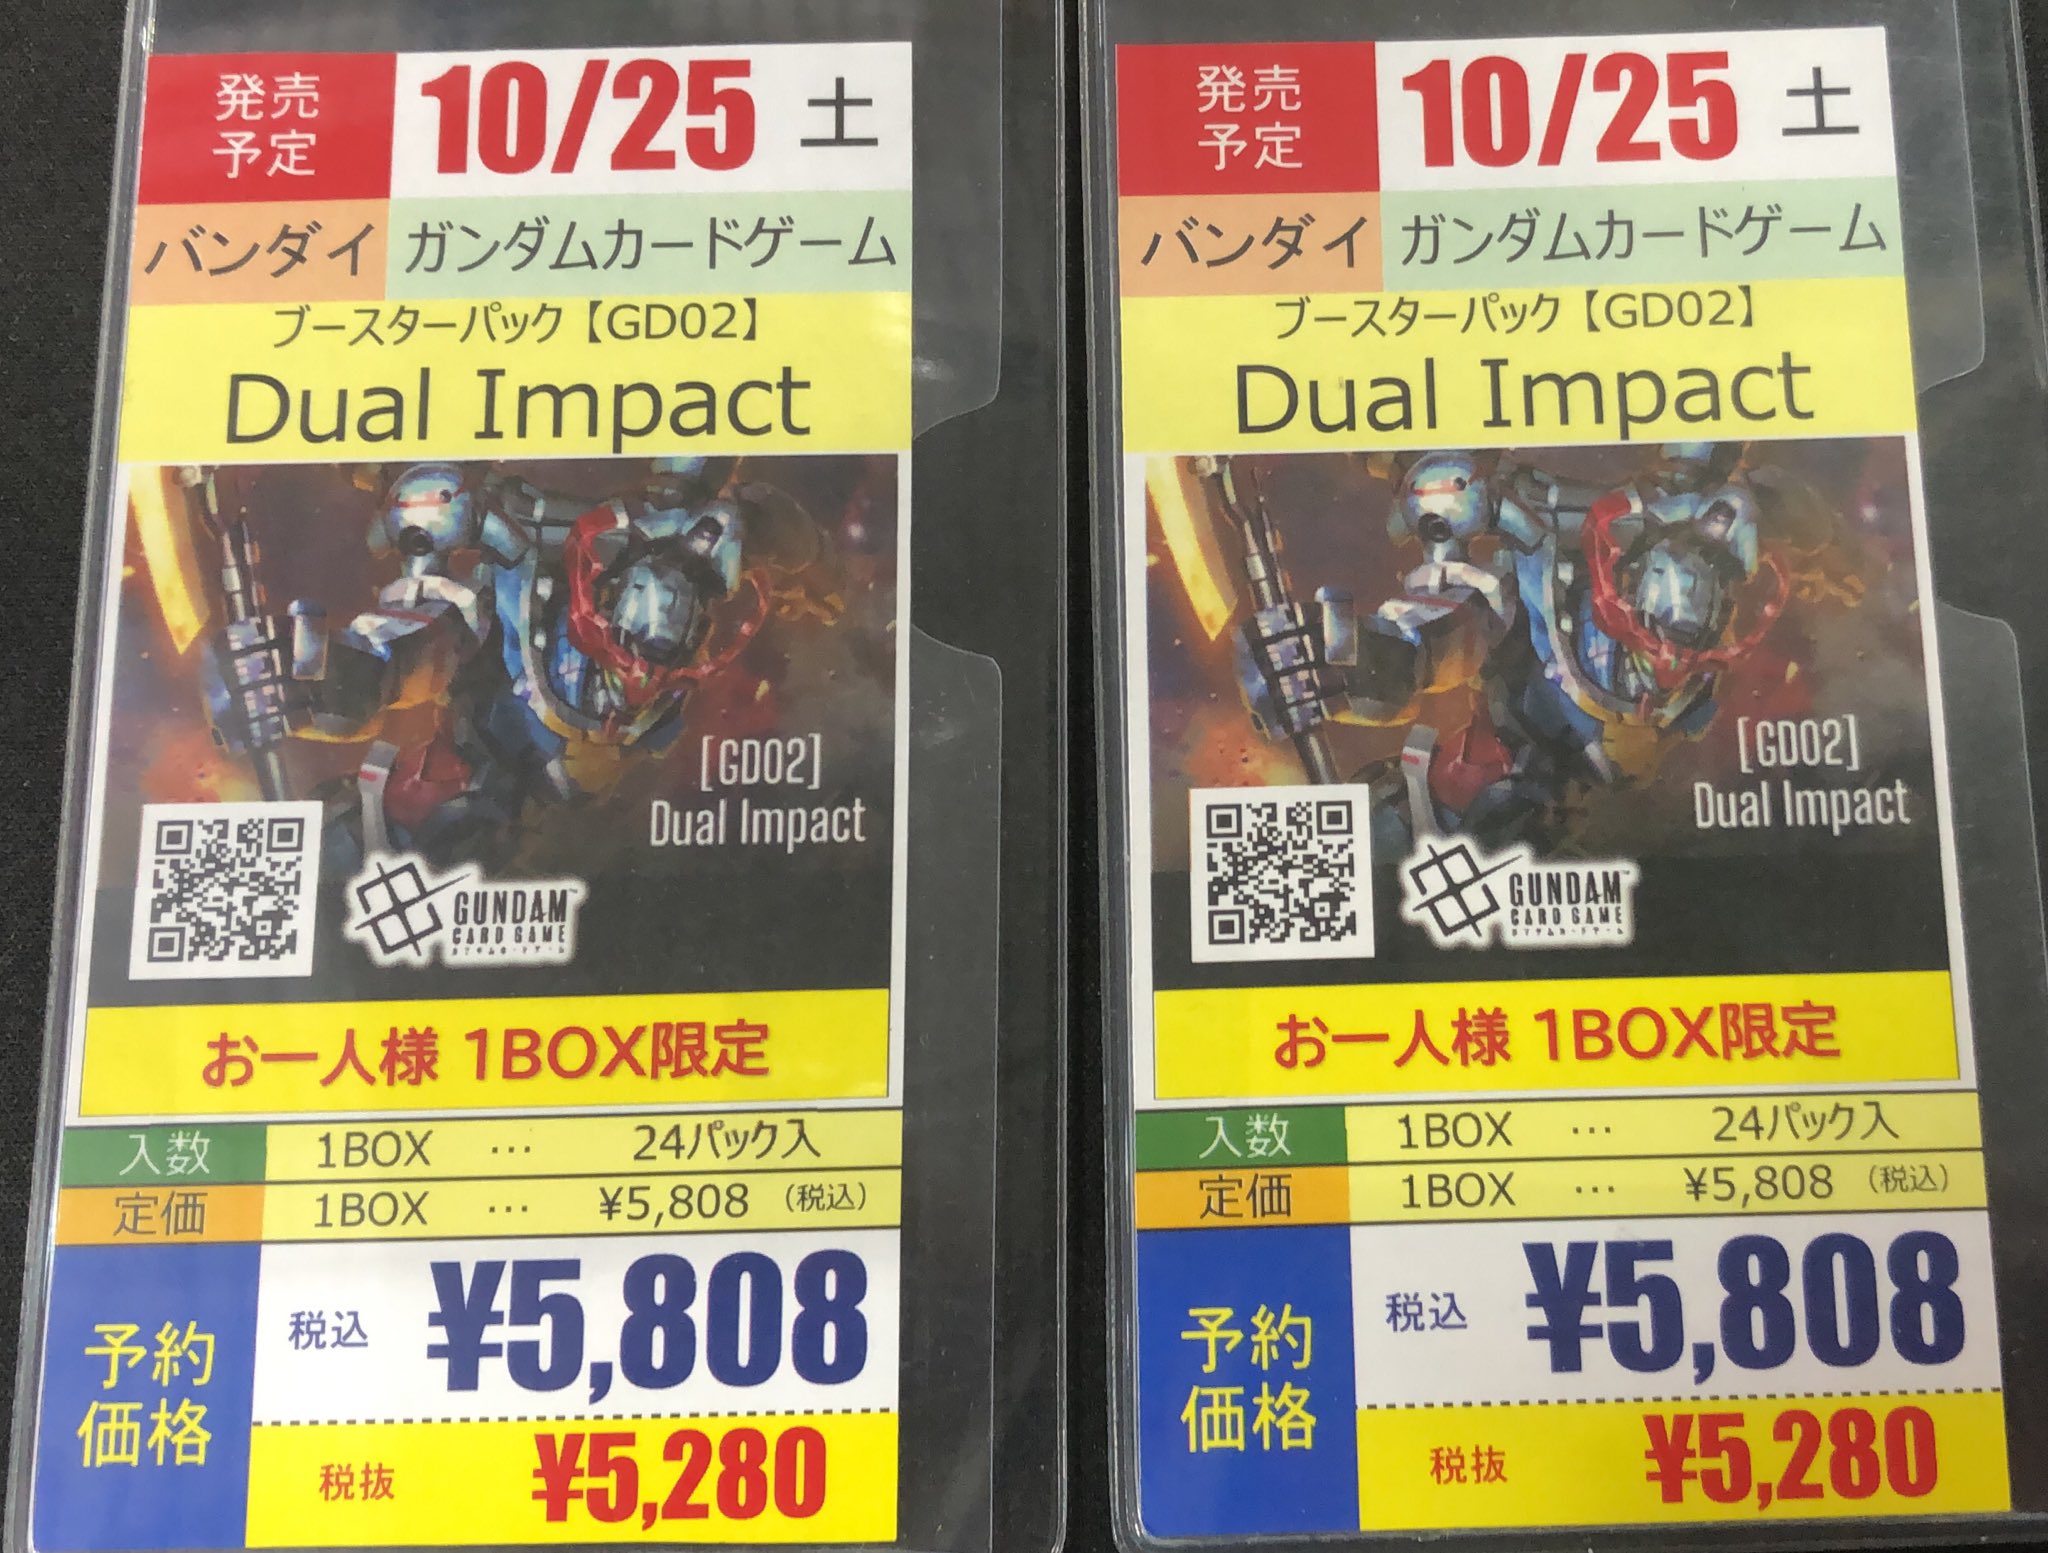 発売
予定
10/25 土
バンダイ ガンダムカードゲーム
ブースターパック【GD02】
Dual Impact
[GD02]
Dual Impact
GUNDAM™
CARD GAME
お一人様 1BOX限定
入数 1BOX … 24パック入
定価 1BOX … ¥5,808 (税込)
予約
価格
税込 ¥5,808
税抜 ¥5,280
発売
予定
10/25 土
バンダイ ガンダムカードゲーム
ブースターパック【GD02】
Dual Impact
[GD02]
Dual Impact
GUNDAM™
CARD GAME
お一人様 1BOX限定
入数 1BOX … 24パック入
定価 1BOX … ¥5,808 (税込)
予約
価格
税込 ¥5,808
税抜 ¥5,280